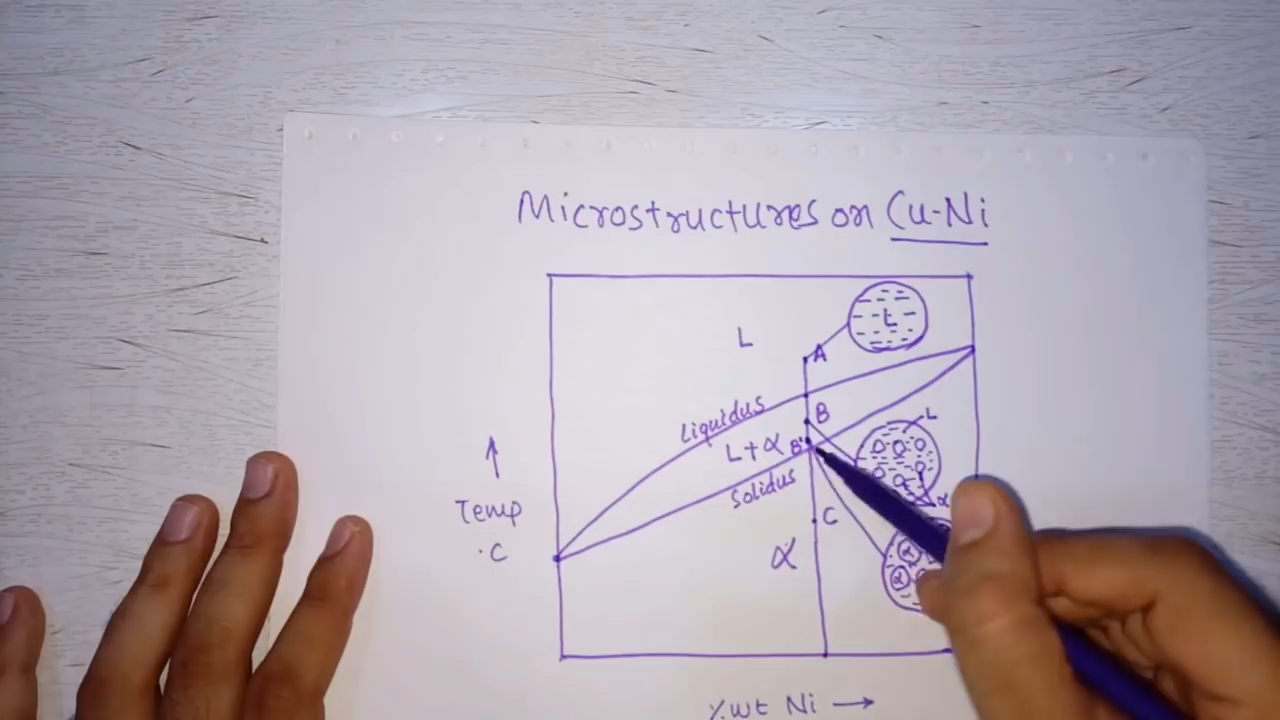 Microstructures on Cu-Ni
L
L
A
Liquidus
B
L
L + α
B'
Solidus
α
C
α
α
α
↑
Temp
°C
%wt Ni →